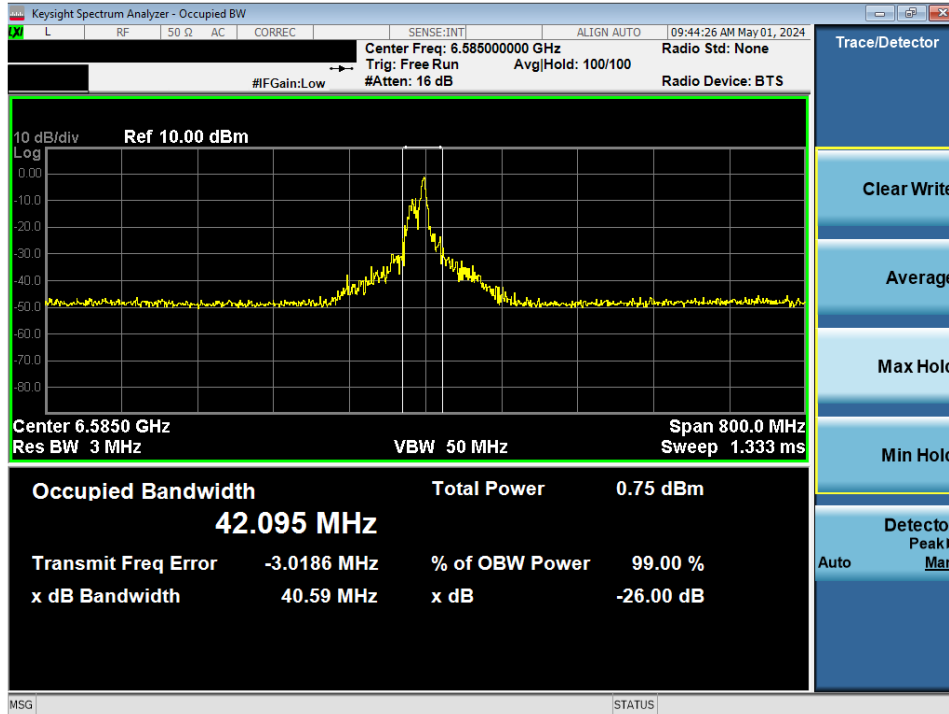 Keysight Spectrum Analyzer - Occupied BW
LXI L RF 50 Ω AC CORREC SENSE:INT ALIGN AUTO 09:44:26 AM May 01, 2024
Center Freq: 6.585000000 GHz Radio Std: None
Trig: Free Run Avg|Hold: 100/100
#IFGain:Low #Atten: 16 dB Radio Device: BTS
10 dB/div Ref 10.00 dBm
Log
0.00
-10.0
-20.0
-30.0
-40.0
-50.0
-60.0
-70.0
-80.0
Center 6.5850 GHz Span 800.0 MHz
Res BW 3 MHz VBW 50 MHz Sweep 1.333 ms
Occupied Bandwidth Total Power 0.75 dBm
42.095 MHz
Transmit Freq Error -3.0186 MHz % of OBW Power 99.00 %
x dB Bandwidth 40.59 MHz x dB -26.00 dB
Trace/Detector
Clear Write
Average
Max Hold
Min Hold
Detecto
Peak
Auto Man
MSG STATUS